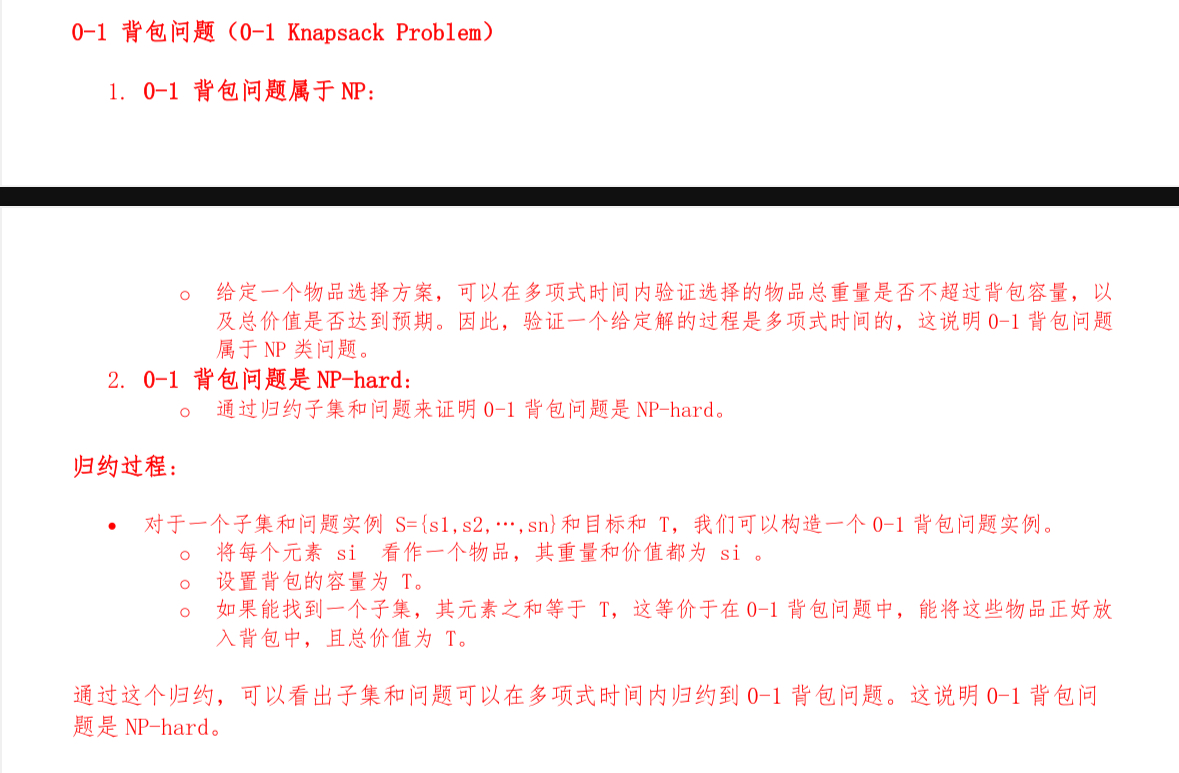 0-1 背包问题（0-1 Knapsack Problem）
1. 0-1 背包问题属于 NP：
o 给定一个物品选择方案，可以在多项式时间内验证选择的物品总重量是否不超过背包容量，以
及总价值是否达到预期。因此，验证一个给定解的过程是多项式时间的，这说明 0-1 背包问题
属于 NP 类问题。
2. 0-1 背包问题是 NP-hard：
o 通过归约子集和问题来证明 0-1 背包问题是 NP-hard。
归约过程：
• 对于一个子集和问题实例 S={s1,s2,⋯,sn}和目标和 T，我们可以构造一个 0-1 背包问题实例。
o 将每个元素 si 看作一个物品，其重量和价值都为 si 。
o 设置背包的容量为 T。
o 如果能找到一个子集，其元素之和等于 T，这等价于在 0-1 背包问题中，能将这些物品正好放
入背包中，且总价值为 T。
通过这个归约，可以看出子集和问题可以在多项式时间内归约到 0-1 背包问题。这说明 0-1 背包问
题是 NP-hard。